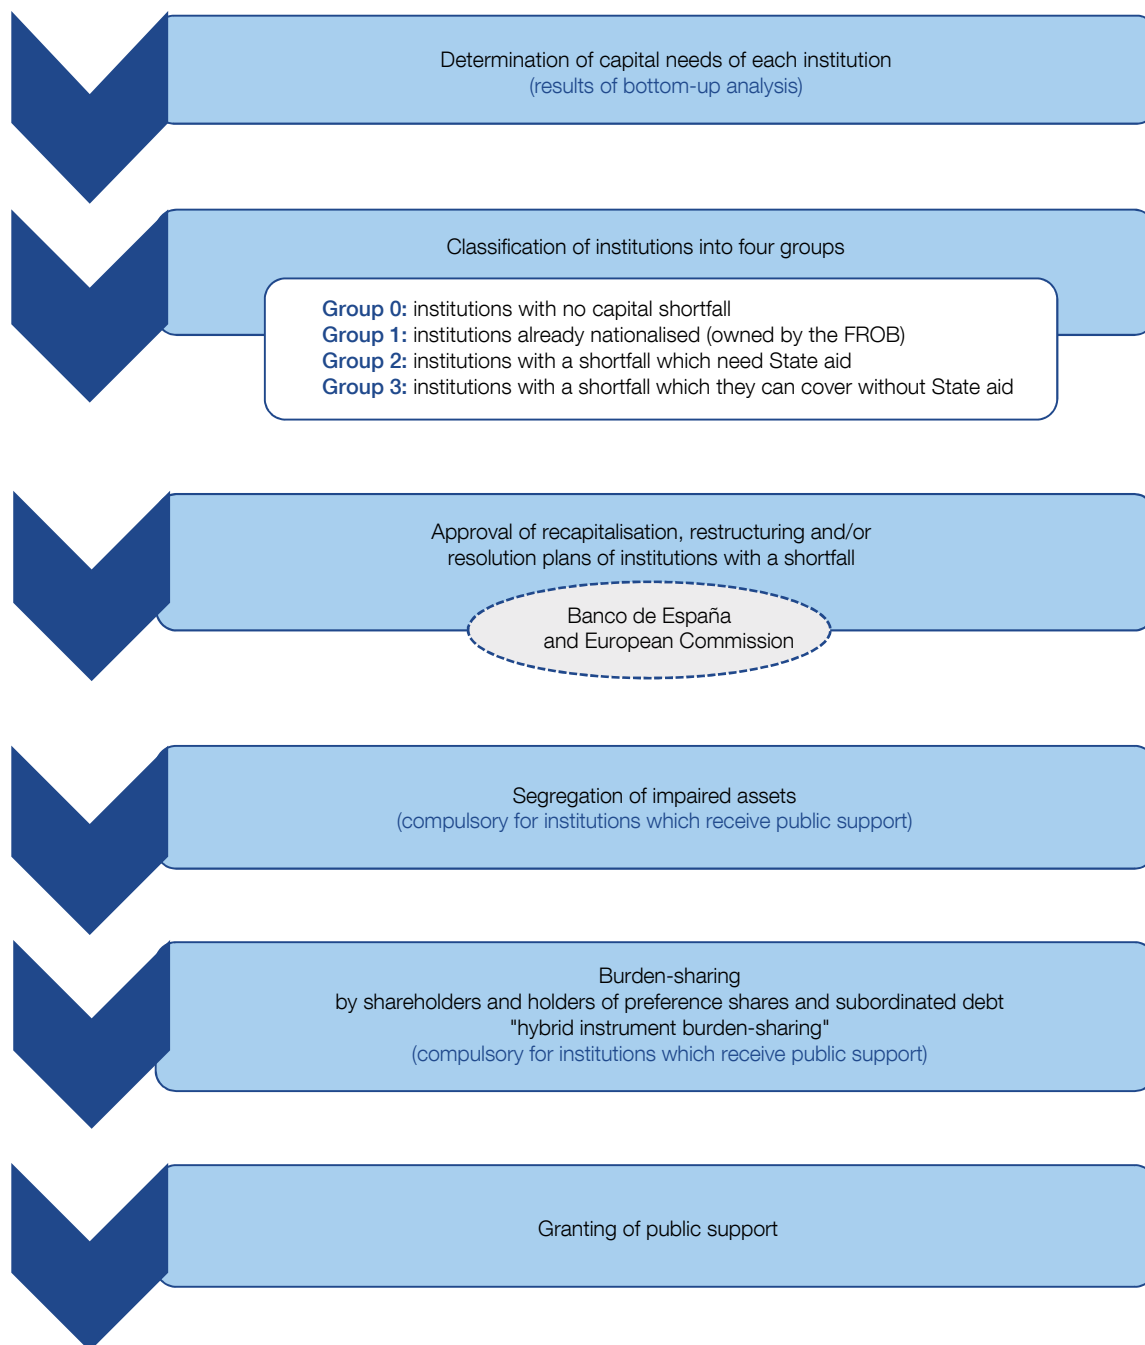 Determination of capital needs of each institution
(results of bottom-up analysis)
Classification of institutions into four groups
Group 0: institutions with no capital shortfall
Group 1: institutions already nationalised (owned by the FROB)
Group 2: institutions with a shortfall which need State aid
Group 3: institutions with a shortfall which they can cover without State aid
Approval of recapitalisation, restructuring and/or
resolution plans of institutions with a shortfall
Banco de España
and European Commission
Segregation of impaired assets
(compulsory for institutions which receive public support)
Burden-sharing
by shareholders and holders of preference shares and subordinated debt
"hybrid instrument burden-sharing"
(compulsory for institutions which receive public support)
Granting of public support